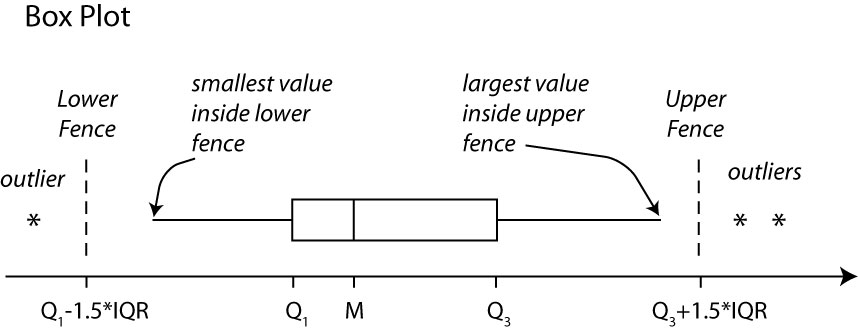 Box Plot
smallest value
inside lower
fence
largest value
inside upper
fence
Lower
Fence
Upper
Fence
outlier
outliers
*
* *
Q1-1.5*IQR Q1 M Q3 Q3+1.5*IQR